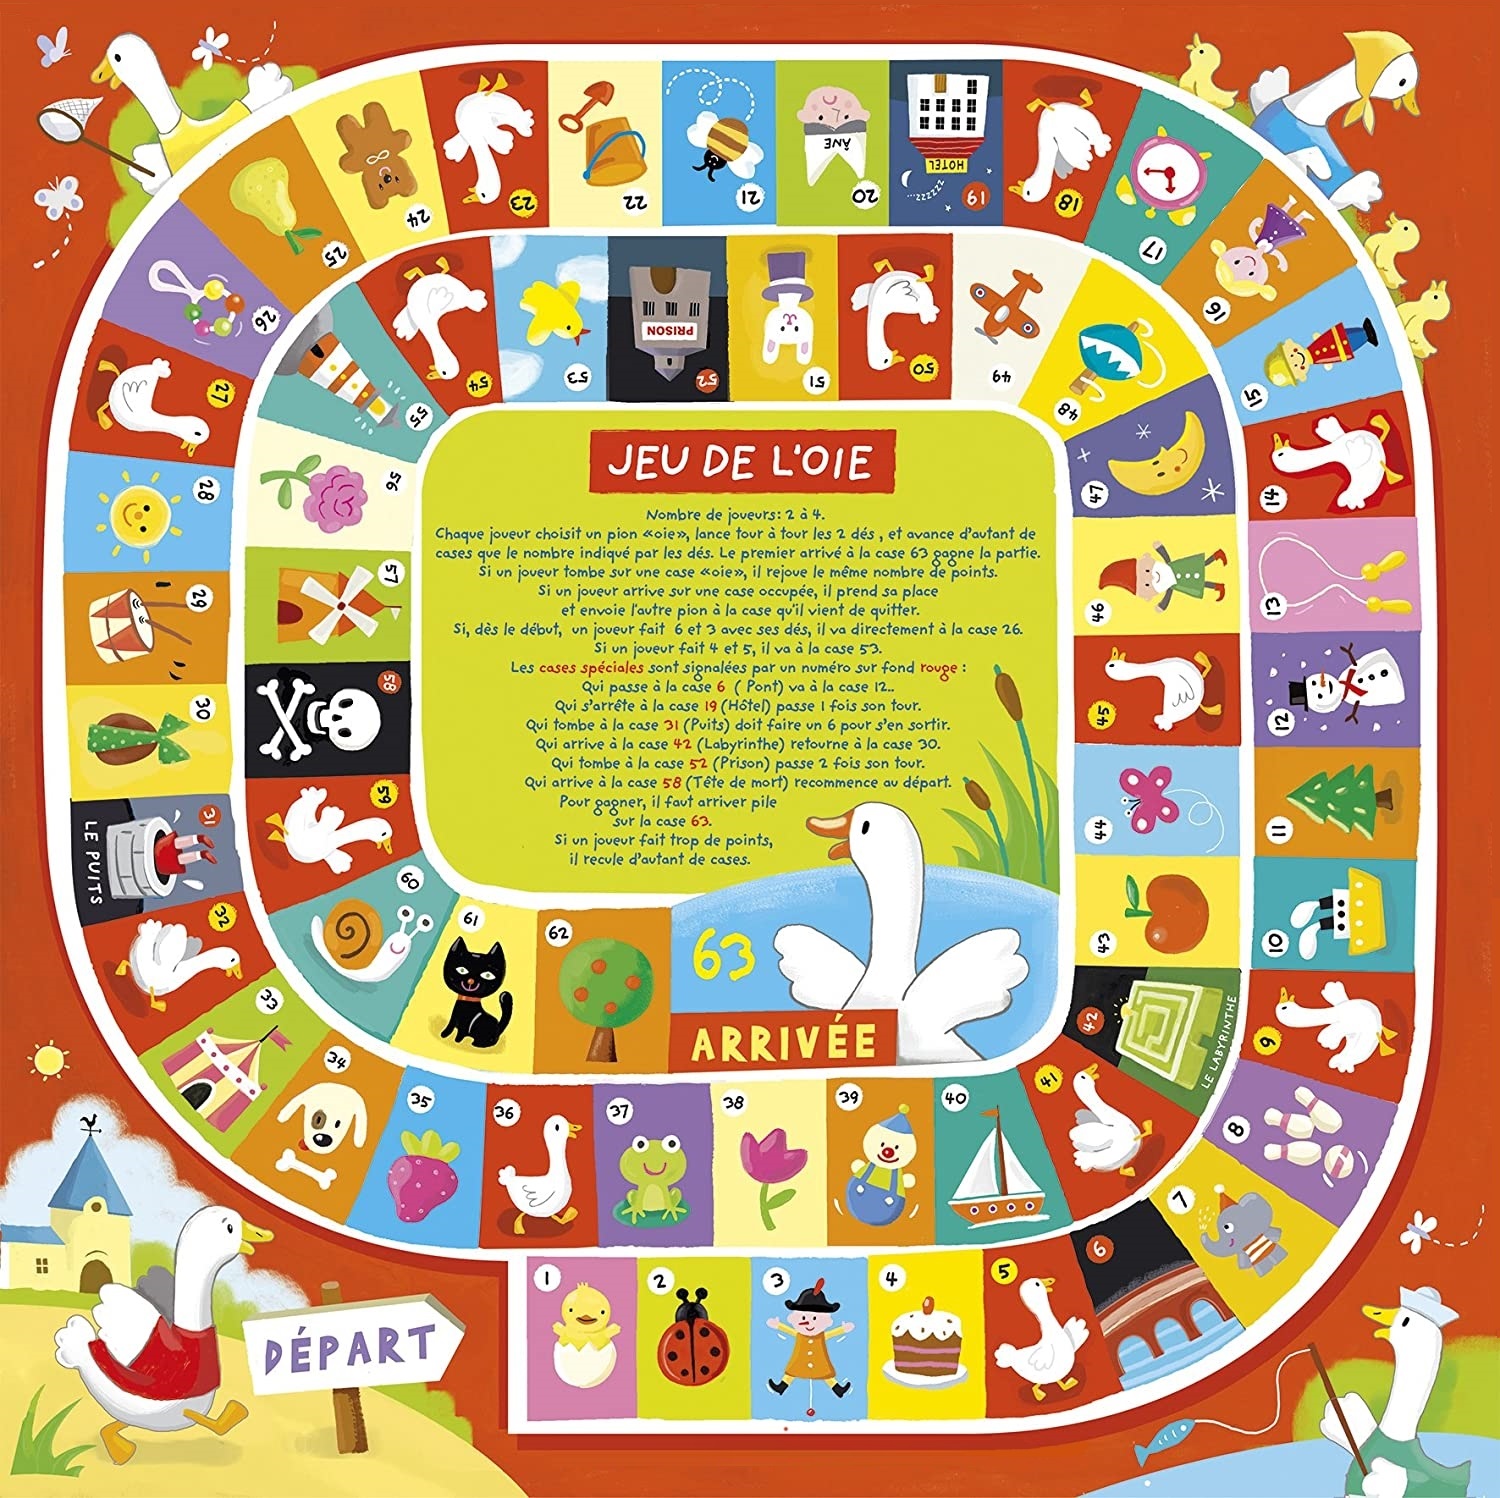 JEU DE L'OIE
Nombre de joueurs: 2 à 4.
Chaque joueur choisit un pion «oie», lance tour à tour les 2 dés , et avance d'autant de
cases que le nombre indiqué par les dés. Le premier arrivé à la case 63 gagne la partie.
Si un joueur tombe sur une case «oie», il rejoue le même nombre de points.
Si un joueur arrive sur une case occupée, il prend sa place
et envoie l'autre pion à la case qu'il vient de quitter.
Si, dès le début, un joueur fait 6 et 3 avec ses dés, il va directement à la case 26.
Si un joueur fait 4 et 5, il va à la case 53.
Les cases spéciales sont signalées par un numéro sur fond rouge :
Qui passe à la case 6 ( Pont) va à la case 12..
Qui s'arrête à la case 19 (Hôtel) passe 1 fois son tour.
Qui tombe à la case 31 (Puits) doit faire un 6 pour s'en sortir.
Qui arrive à la case 42 (Labyrinthe) retourne à la case 30.
Qui tombe à la case 52 (Prison) passe 2 fois son tour.
Qui arrive à la case 58 (Tête de mort) recommence au départ.
Pour gagner, il faut arriver pile
sur la case 63.
Si un joueur fait trop de points,
il recule d'autant de cases.
DÉPART
1
2
3
4
5
6
7
8
9
10
11
12
13
14
15
16
17
18
19
HOTEL
zzzzzz
20
ÂNE
21
22
23
24
25
26
27
28
29
30
31
LE PUITS
32
33
34
35
36
37
38
39
40
41
42
LE LABYRINTHE
43
44
45
46
47
48
49
50
51
52
PRISON
53
54
55
56
57
58
59
60
61
62
63
ARRIVÉE